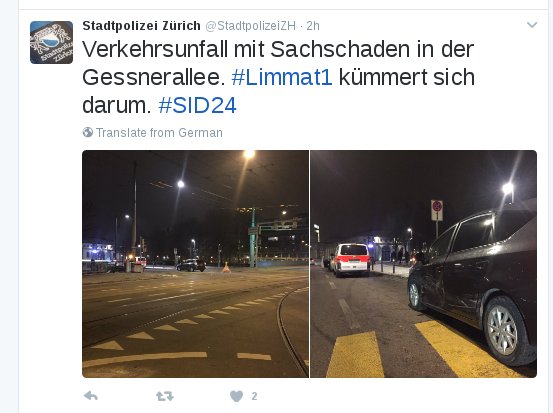 Stadtpolizei Zürich @StadtpolizeiZH · 2h
Verkehrsunfall mit Sachschaden in der
Gessnerallee. #Limmat1 kümmert sich
darum. #SID24
Translate from German
2